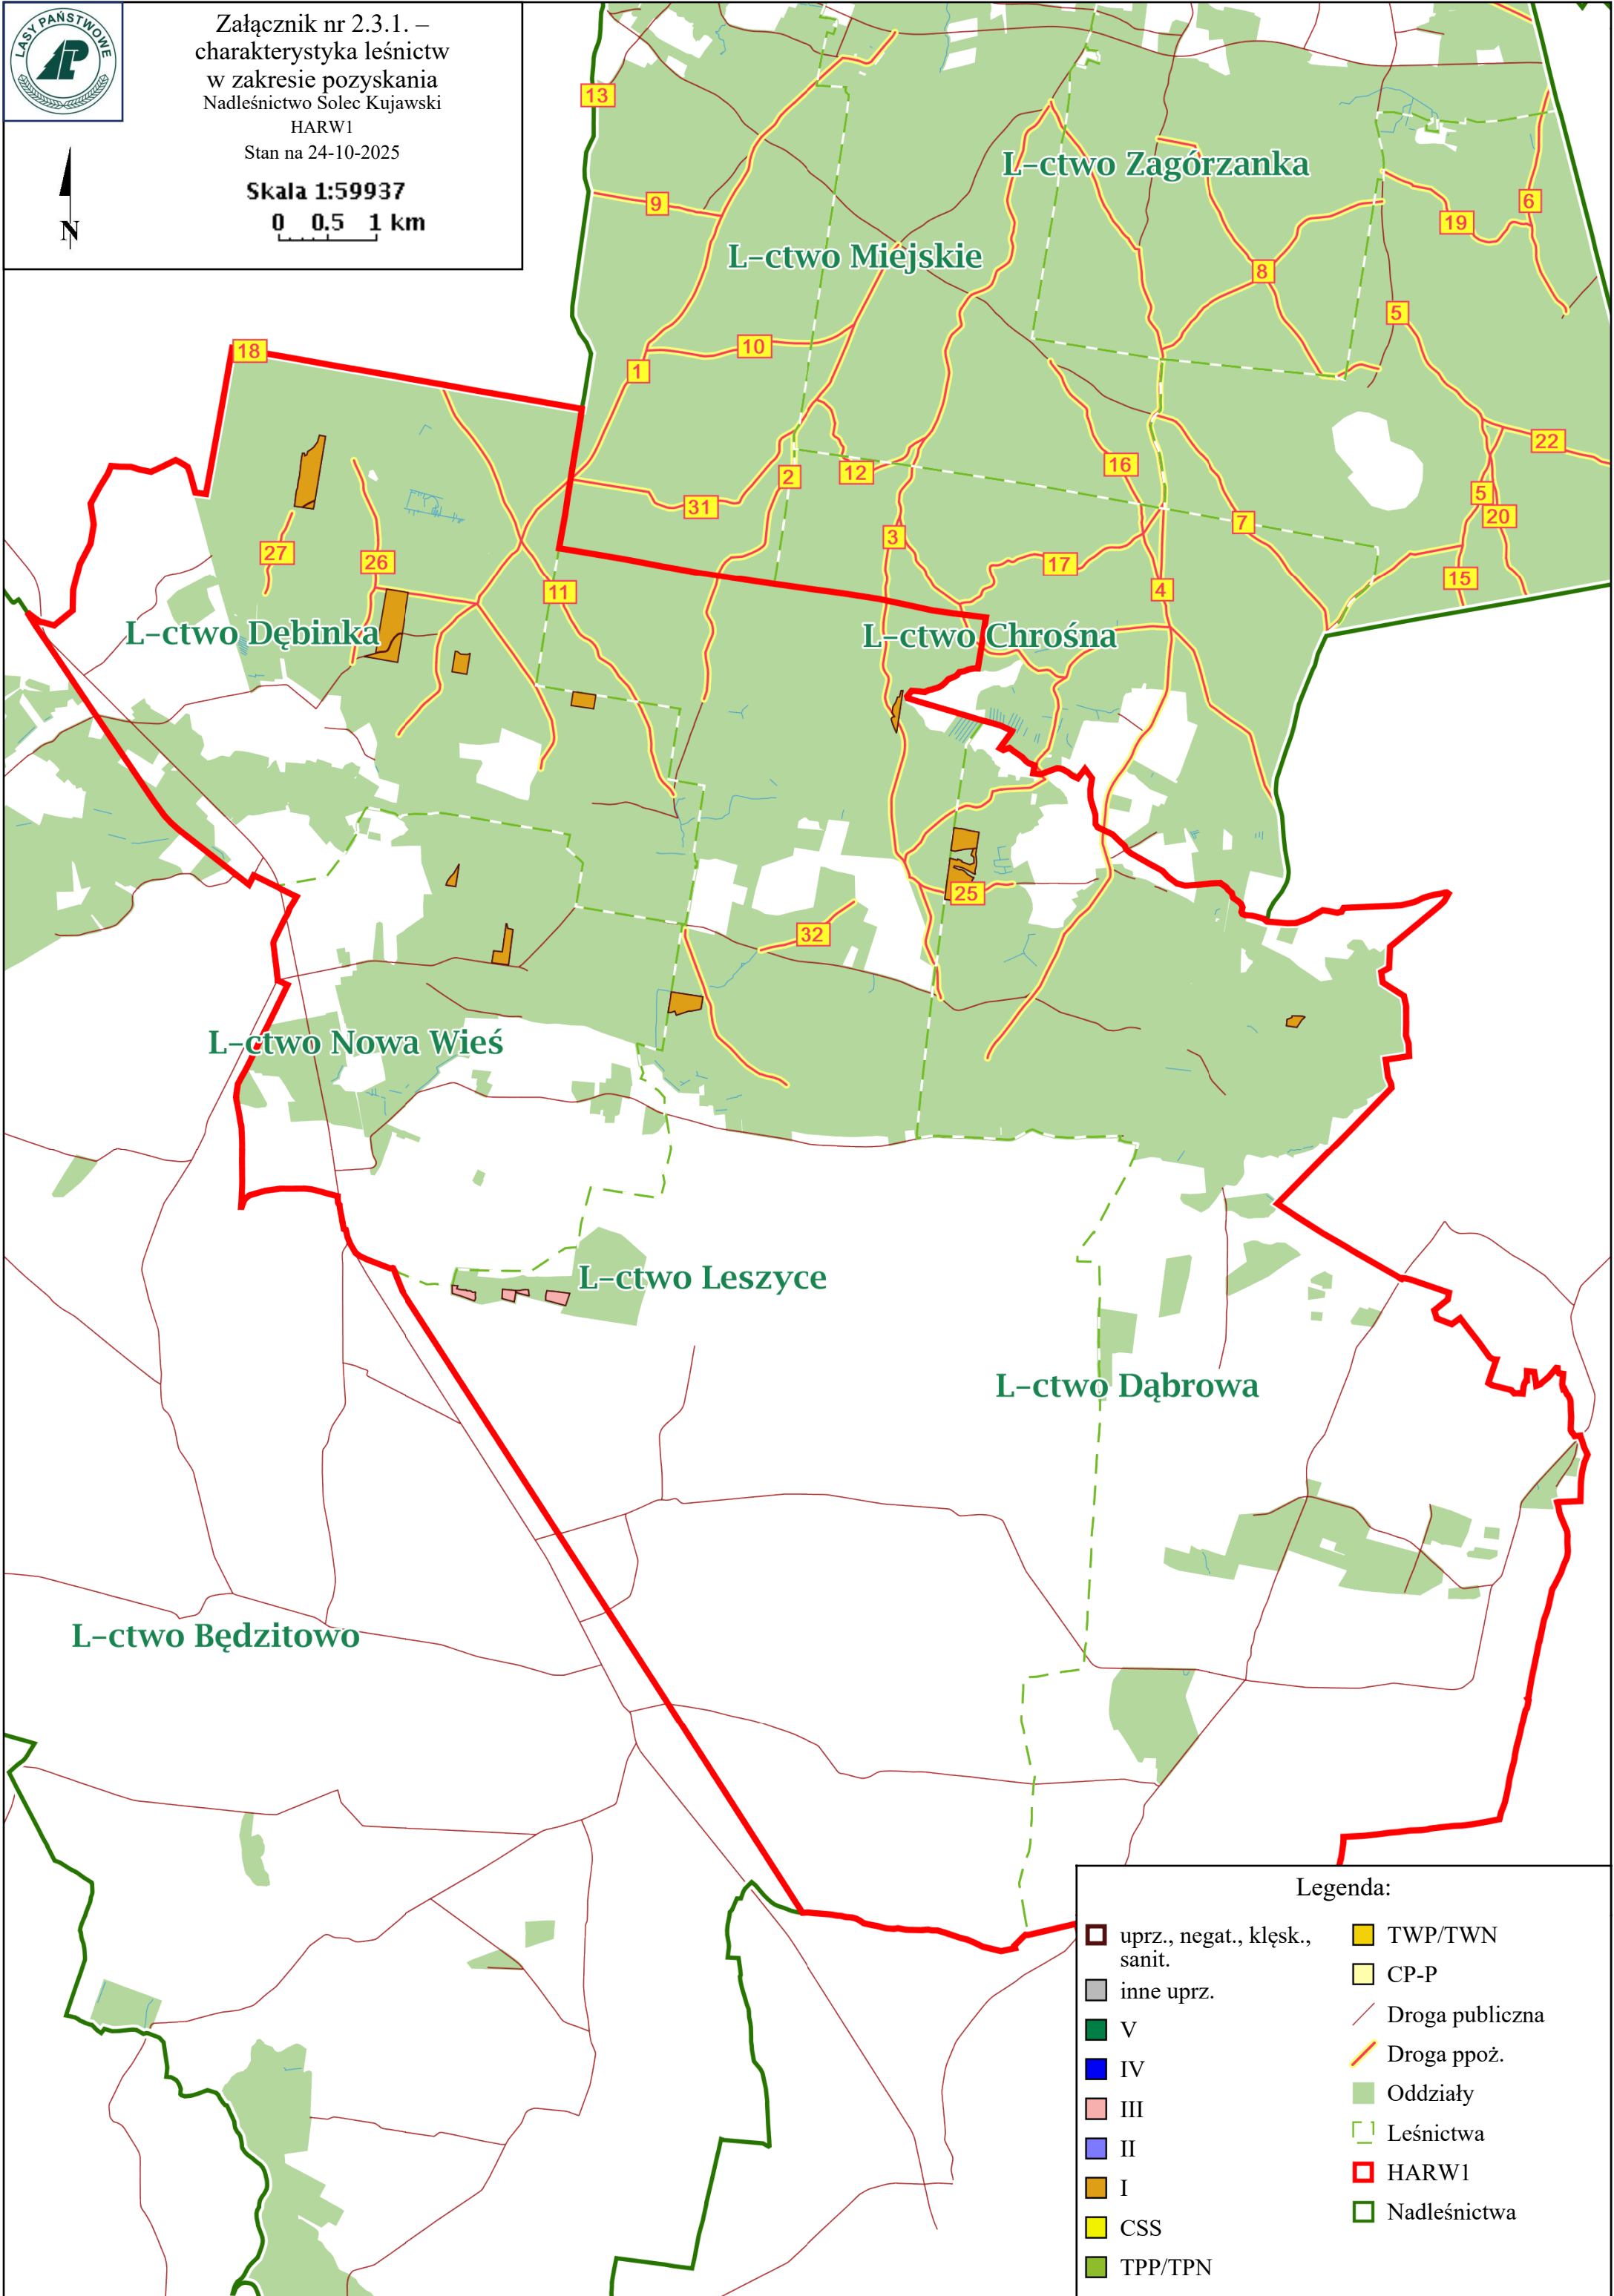 LASY PAŃSTWOWE
Załącznik nr 2.3.1. –
charakterystyka leśnictw
w zakresie pozyskania
Nadleśnictwo Solec Kujawski
HARW1
Stan na 24-10-2025
Skala 1:59937
0 0.5 1 km
N
13
L-ctwo Zagórzanka
9
6
19
L-ctwo Miejskie
8
5
10
18
1
22
16
12
2
5
31
20
7
3
27
26
17
15
11
4
L-ctwo Dębinka
L-ctwo Chrośna
25
32
L-ctwo Nowa Wieś
L-ctwo Leszyce
L-ctwo Dąbrowa
L-ctwo Będzitowo
Legenda:
uprz., negat., klęsk.,
sanit.
inne uprz.
V
IV
III
II
I
CSS
TPP/TPN
TWP/TWN
CP-P
Droga publiczna
Droga ppoż.
Oddziały
Leśnictwa
HARW1
Nadleśnictwa